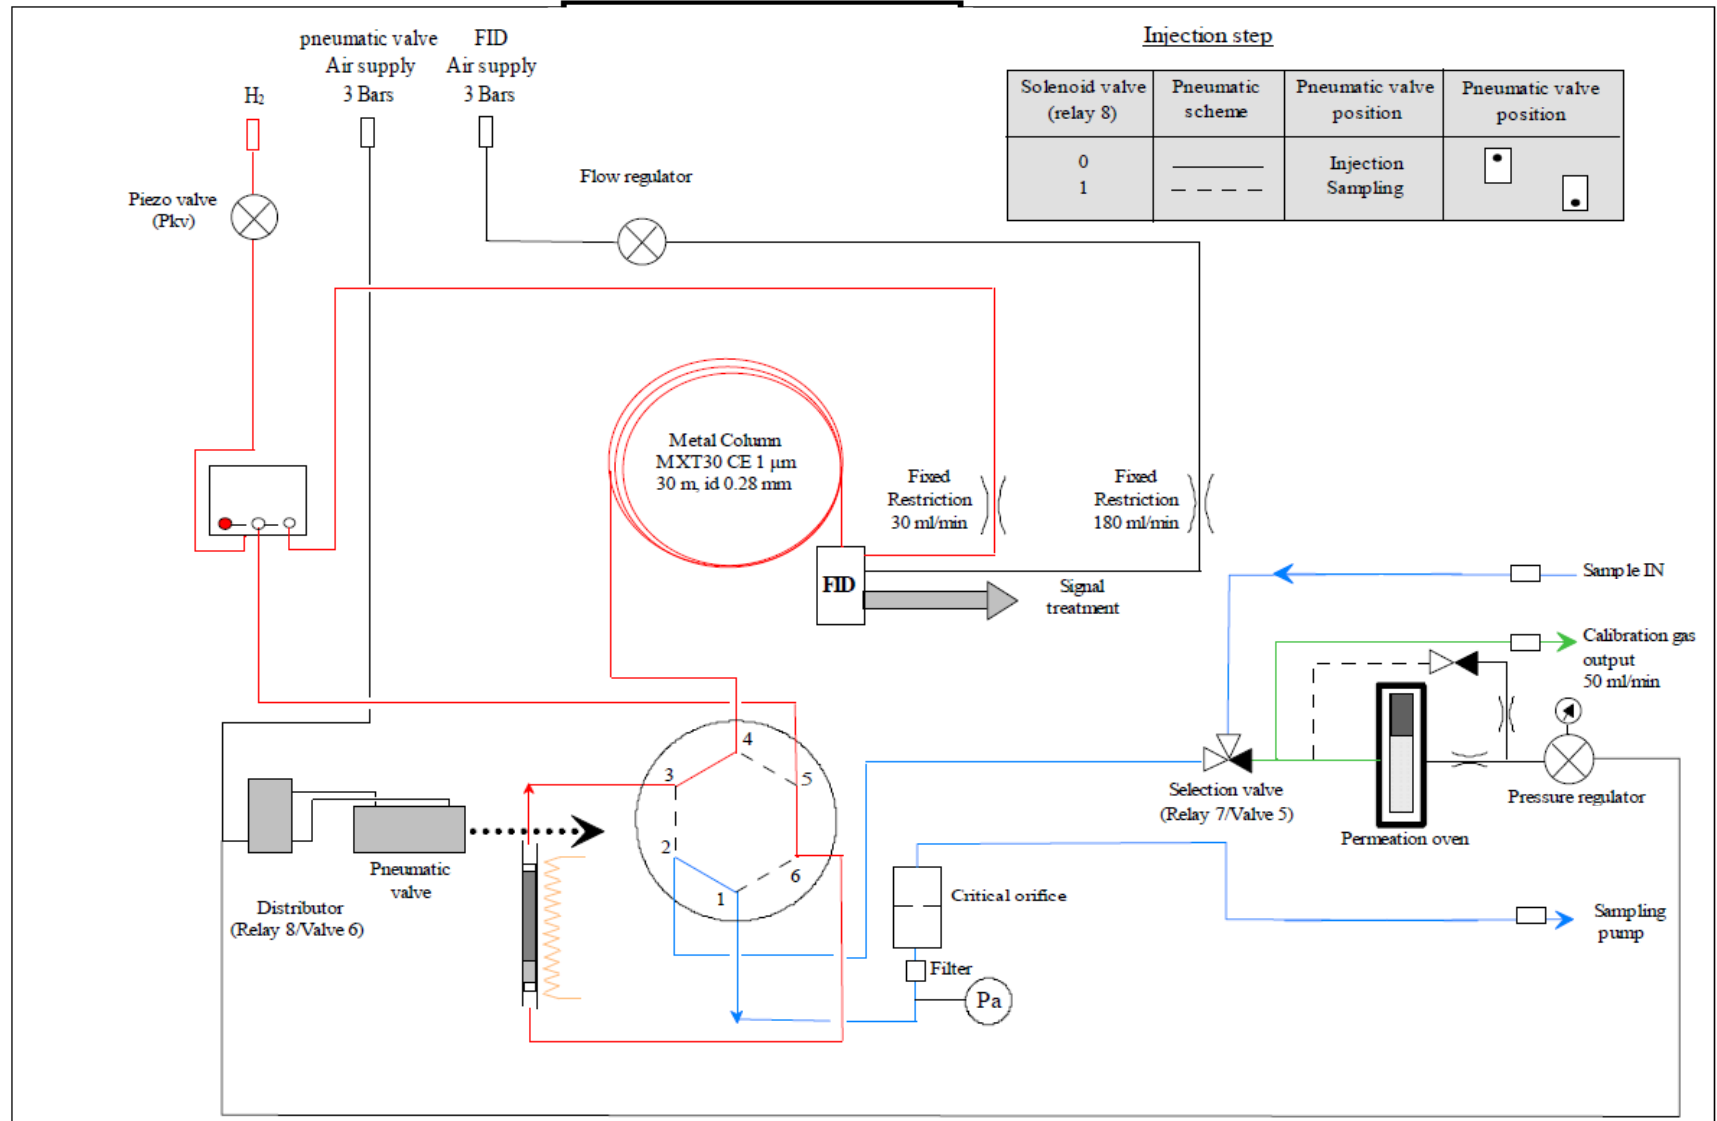 pneumatic valve
Air supply
3 Bars
FID
Air supply
3 Bars
H₂
Injection step
Solenoid valve
(relay 8)
Pneumatic
scheme
Pneumatic valve
position
Pneumatic valve
position
0
Injection
1
Sampling
Flow regulator
Piezo valve
(Pkv)
Metal Column
MXT30 CE 1 µm
30 m, id 0.28 mm
Fixed
Restriction
30 ml/min
Fixed
Restriction
180 ml/min
FID
Signal
treatment
Sample IN
Calibration gas
output
50 ml/min
4
3
5
2
6
1
Selection valve
(Relay 7/Valve 5)
Pressure regulator
Permeation oven
Pneumatic
valve
Distributor
(Relay 8/Valve 6)
Critical orifice
Filter
Pa
Sampling
pump